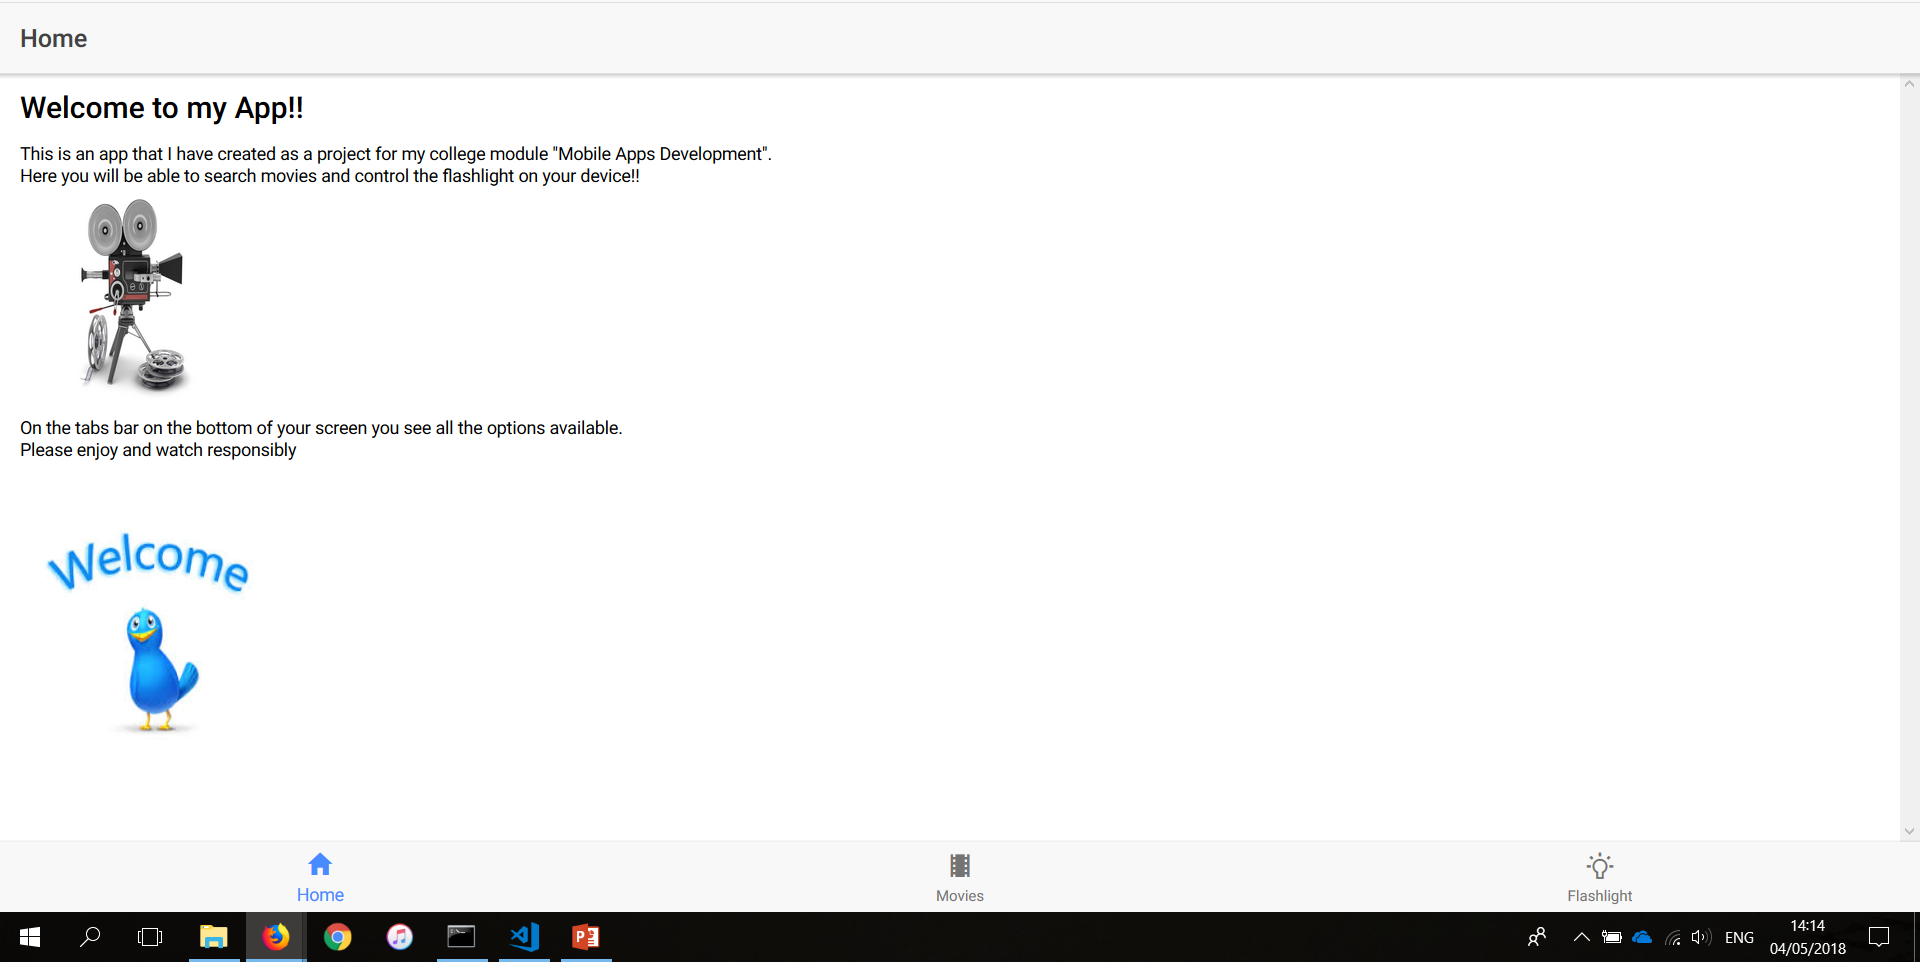 Home
Welcome to my App!!
This is an app that I have created as a project for my college module "Mobile Apps Development".
Here you will be able to search movies and control the flashlight on your device!!
On the tabs bar on the bottom of your screen you see all the options available.
Please enjoy and watch responsibly
Welcome
Home
Movies
Flashlight
ENG
14:14
04/05/2018